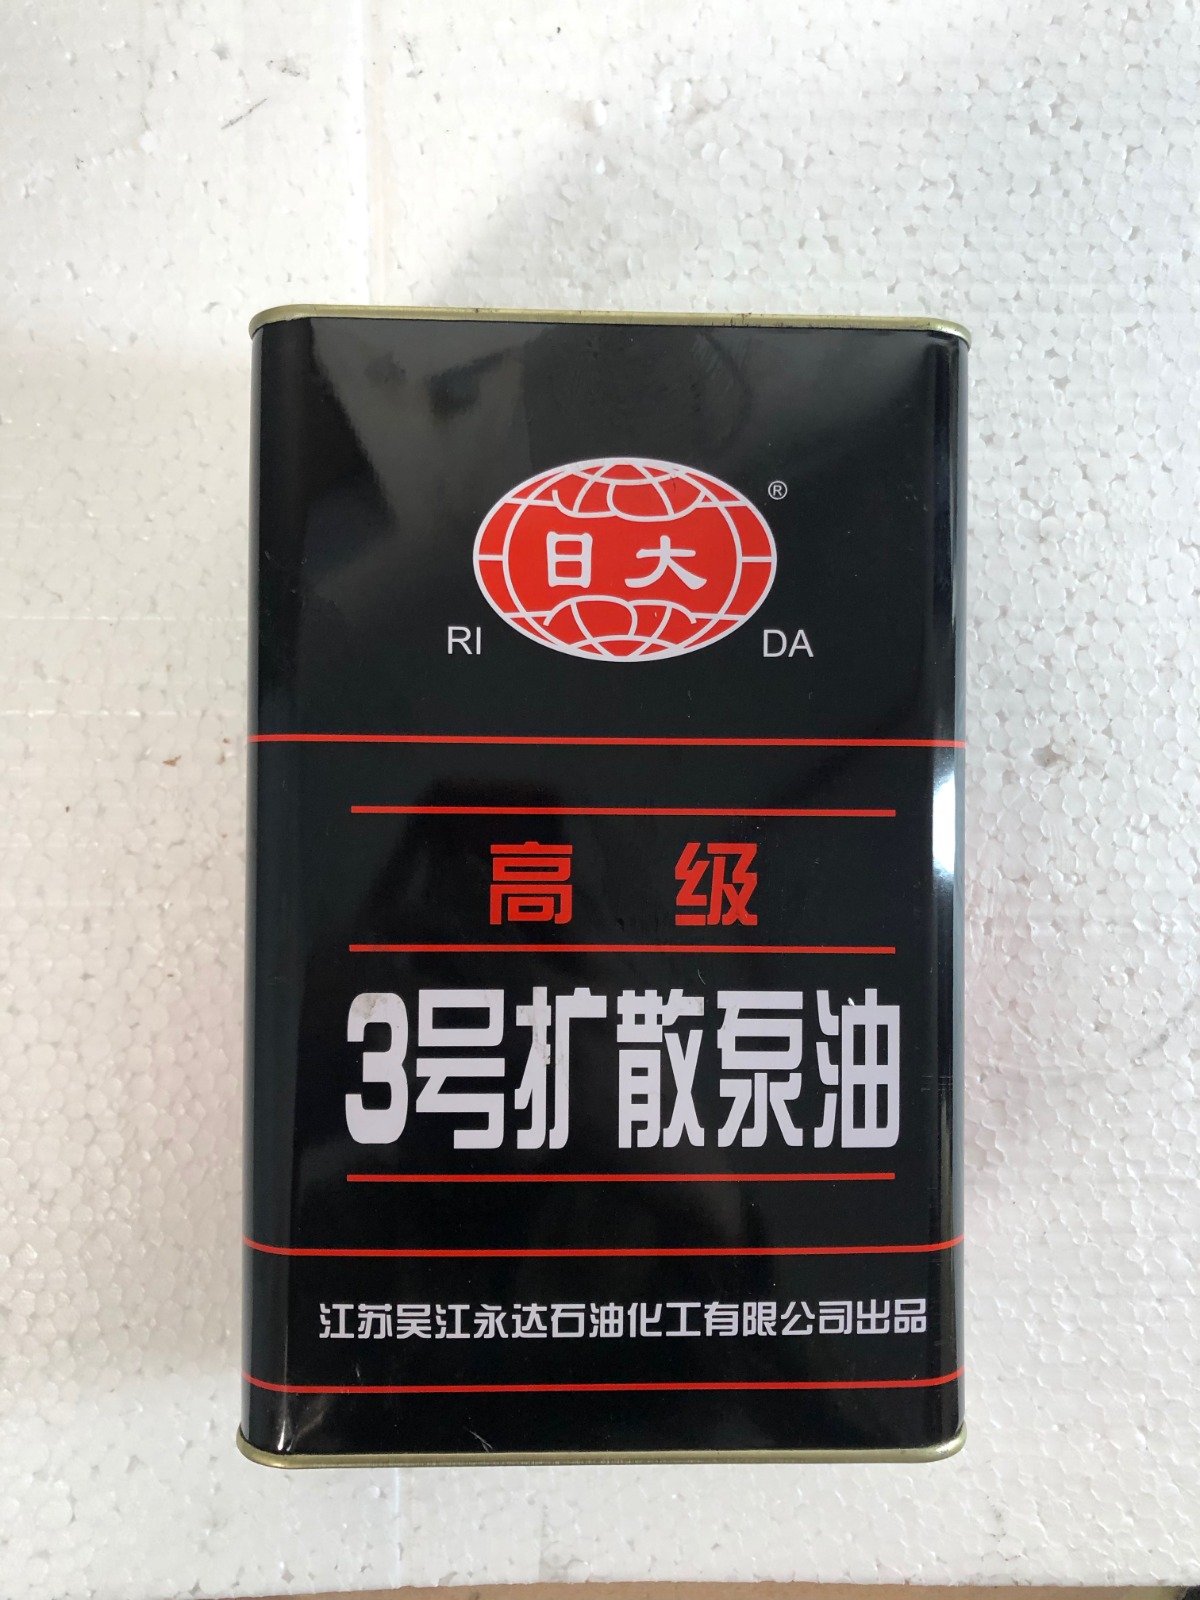 日大
®
RI DA
高级
3号扩散泵油
江苏吴江永达石油化工有限公司出品